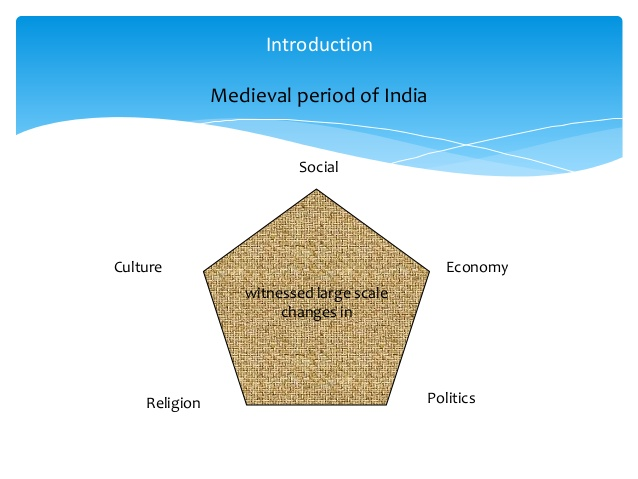 Introduction
Medieval period of India
Social
Culture
Economy
witnessed large scale
changes in
Religion
Politics